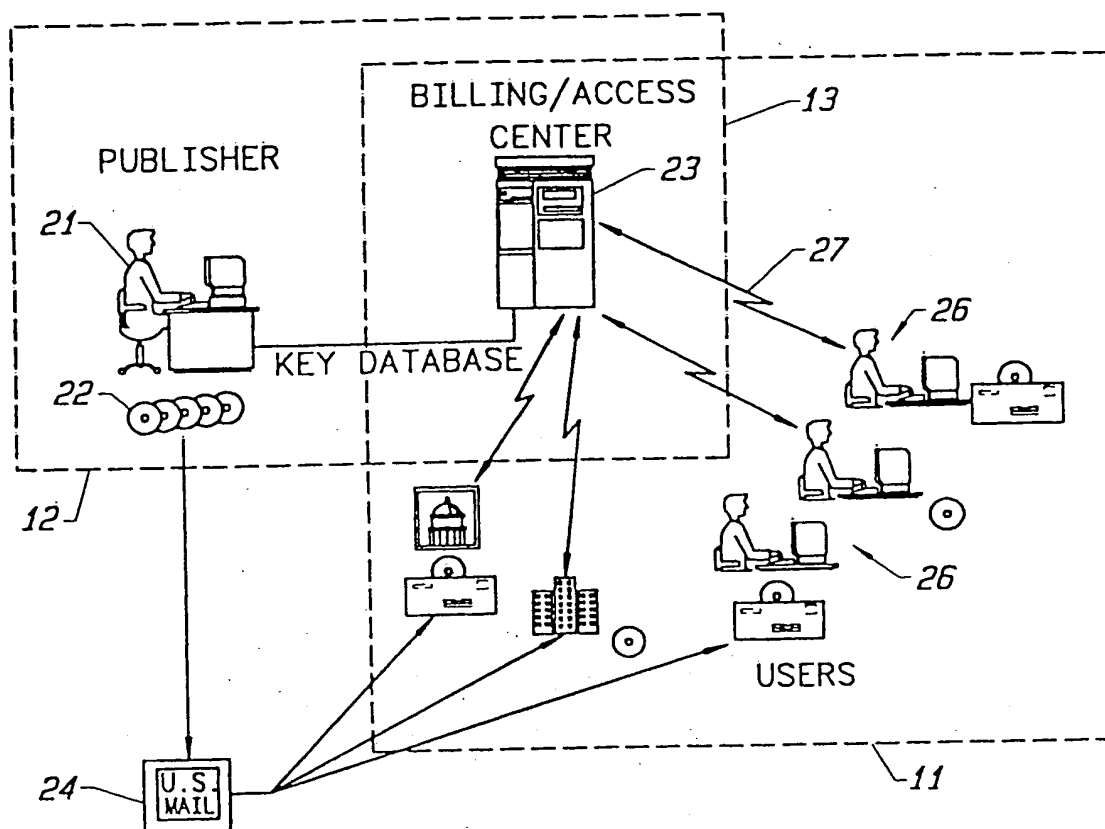 BILLING/ACCESS
CENTER
13
PUBLISHER
23
21
27
26
KEY DATABASE
22
12
26
USERS
24
U.S.
MAIL
11